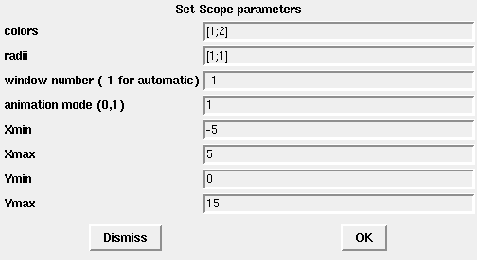 Set Scope parameters
colors [1;2]
radii [1;1]
window number ( 1 for automatic) 1
animation mode (0,1) 1
Xmin -5
Xmax 5
Ymin 0
Ymax 15
Dismiss OK